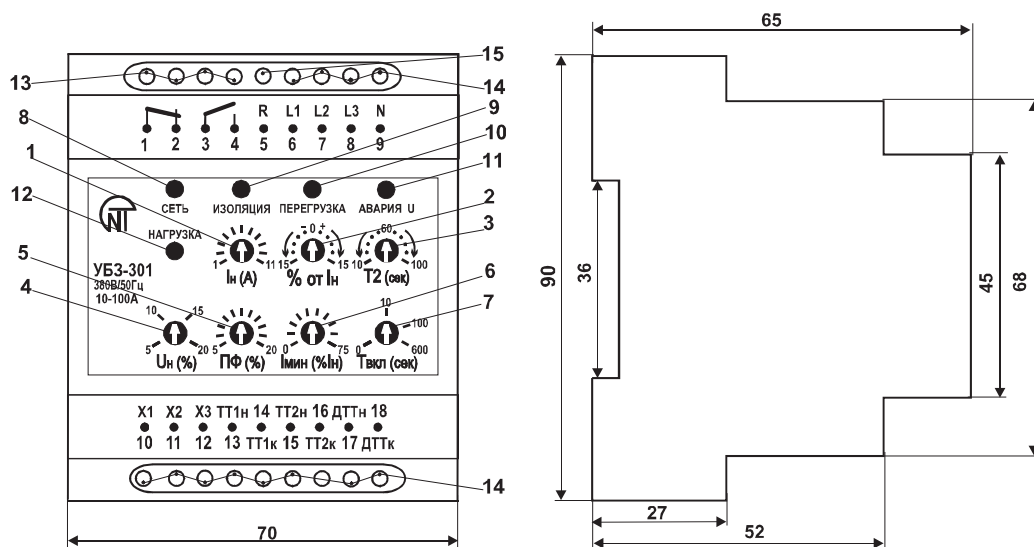 65
15
13
14
R L1 L2 L3 N
8
9
1 2 3 4 5 6 7 8 9
10
1
11
СЕТЬ ИЗОЛЯЦИЯ ПЕРЕГРУЗКА АВАРИЯ U
12
2
NT
НАГРУЗКА
- 0 +
60
3
1 11 15 15 10 100
Iн (А) % от Iн Т2 (сек)
5
УБЗ-301
380В/50Гц
10-100А
6
4
10 15
10
100
7
5 20 5 20 0 75 0 600
Uн (%) ПФ (%) Iмин (%Iн) Твкл (сек)
90
36
45
68
X1 X2 X3 ТТ1н 14 ТТ2н 16 ДТТн 18
10 11 12 13 ТТ1к 15 ТТ2к 17 ДТТк
14
70
27
52